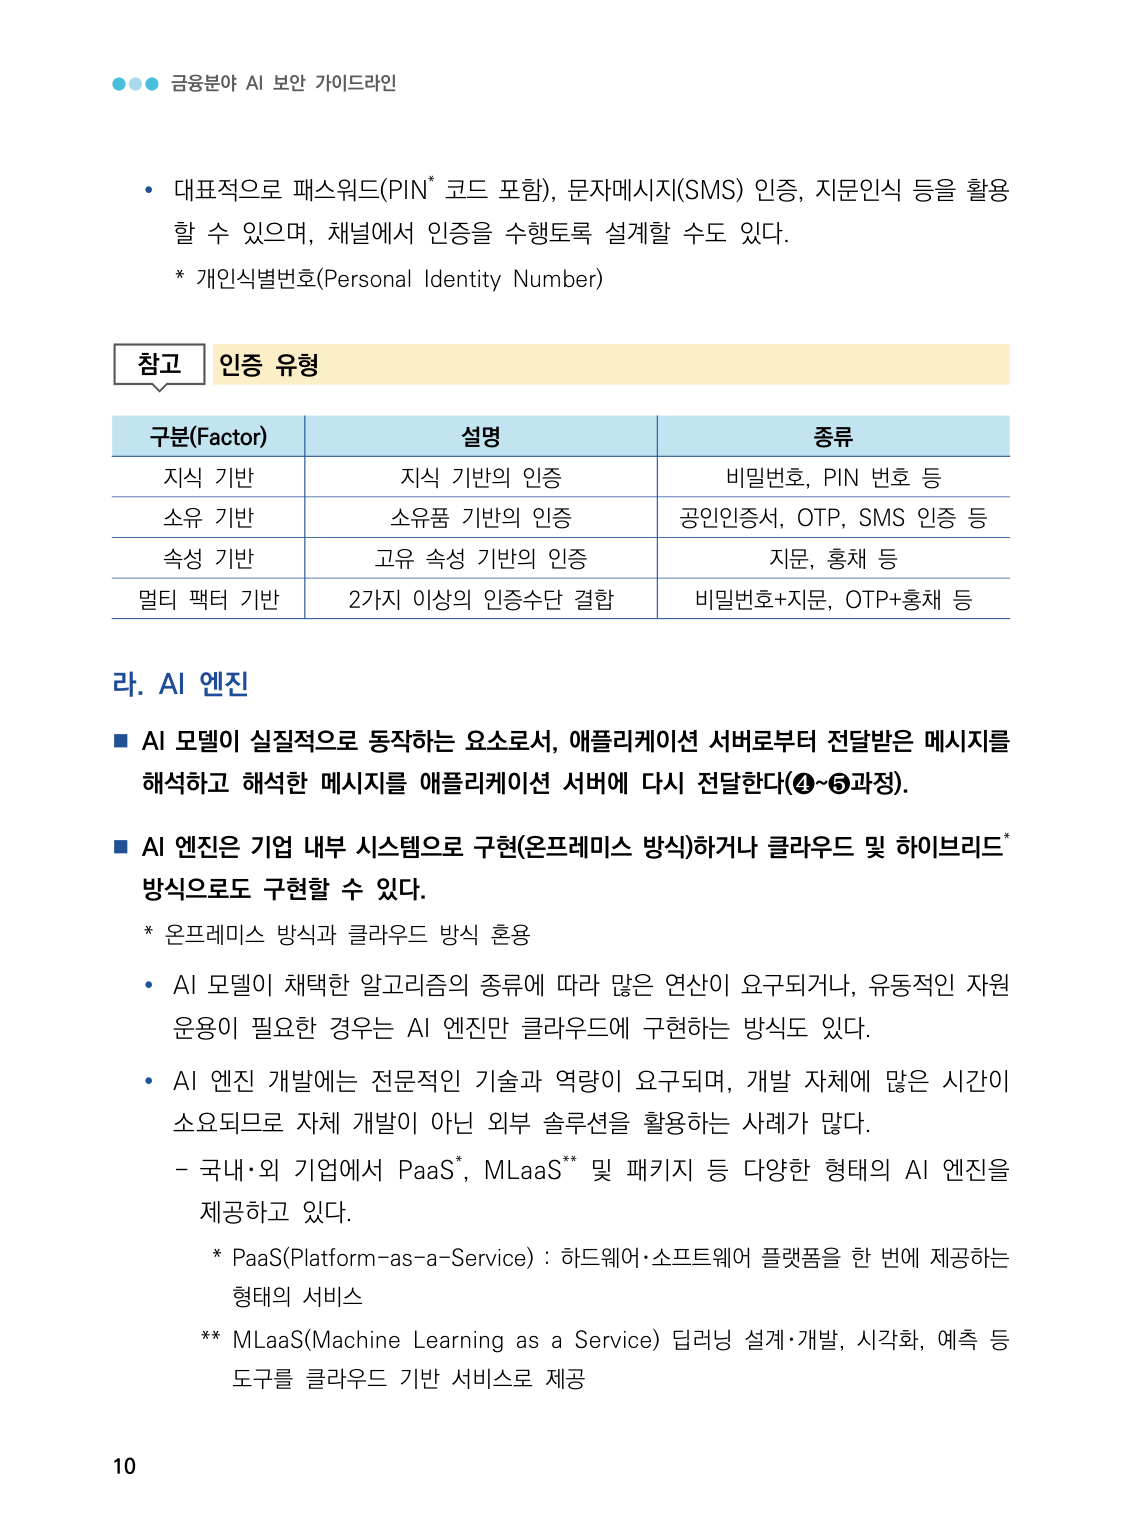 금융분야 AI 보안 가이드라인
• 대표적으로 패스워드(PIN* 코드 포함), 문자메시지(SMS) 인증, 지문인식 등을 활용
할 수 있으며, 채널에서 인증을 수행토록 설계할 수도 있다.
* 개인식별번호(Personal Identity Number)
참고 인증 유형
구분(Factor) 설명 종류
지식 기반 지식 기반의 인증 비밀번호, PIN 번호 등
소유 기반 소유품 기반의 인증 공인인증서, OTP, SMS 인증 등
속성 기반 고유 속성 기반의 인증 지문, 홍채 등
멀티 팩터 기반 2가지 이상의 인증수단 결합 비밀번호+지문, OTP+홍채 등
라. AI 엔진
■ AI 모델이 실질적으로 동작하는 요소로서, 애플리케이션 서버로부터 전달받은 메시지를
해석하고 해석한 메시지를 애플리케이션 서버에 다시 전달한다(❹~❺과정).
■ AI 엔진은 기업 내부 시스템으로 구현(온프레미스 방식)하거나 클라우드 및 하이브리드*
방식으로도 구현할 수 있다.
* 온프레미스 방식과 클라우드 방식 혼용
• AI 모델이 채택한 알고리즘의 종류에 따라 많은 연산이 요구되거나, 유동적인 자원
운용이 필요한 경우는 AI 엔진만 클라우드에 구현하는 방식도 있다.
• AI 엔진 개발에는 전문적인 기술과 역량이 요구되며, 개발 자체에 많은 시간이
소요되므로 자체 개발이 아닌 외부 솔루션을 활용하는 사례가 많다.
- 국내·외 기업에서 PaaS*, MLaaS** 및 패키지 등 다양한 형태의 AI 엔진을
제공하고 있다.
* PaaS(Platform-as-a-Service) : 하드웨어·소프트웨어 플랫폼을 한 번에 제공하는
형태의 서비스
** MLaaS(Machine Learning as a Service) 딥러닝 설계·개발, 시각화, 예측 등
도구를 클라우드 기반 서비스로 제공
10